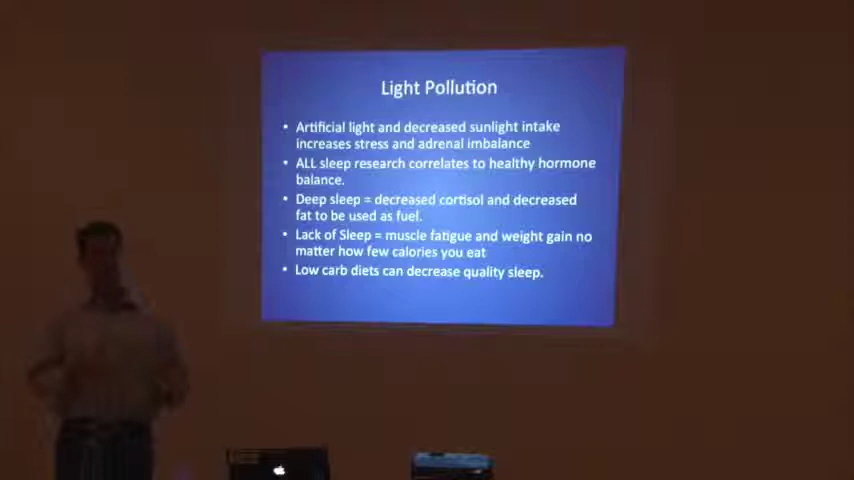 Light Pollution
• Artificial light and decreased sunlight intake
increases stress and adrenal imbalance
• ALL sleep research correlates to healthy hormone
balance.
• Deep sleep = decreased cortisol and decreased
fat to be used as fuel.
• Lack of Sleep = muscle fatigue and weight gain no
matter how few calories you eat
• Low carb diets can decrease quality sleep.